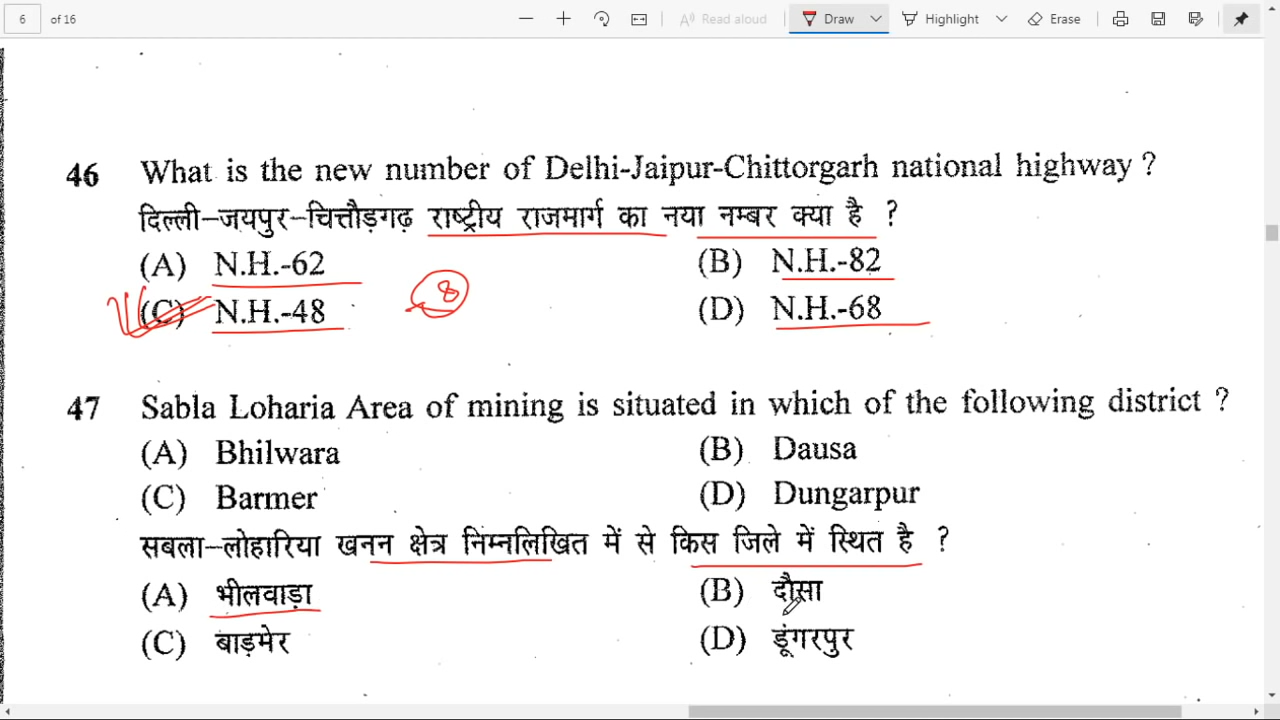 6 of 16 Read aloud Draw Highlight Erase
46 What is the new number of Delhi-Jaipur-Chittorgarh national highway ?
दिल्ली–जयपुर–चित्तौड़गढ़ राष्ट्रीय राजमार्ग का नया नम्बर क्या है ?
(A) N.H.-62 (B) N.H.-82
(C) N.H.-48 (D) N.H.-68
8
47 Sabla Loharia Area of mining is situated in which of the following district ?
(A) Bhilwara (B) Dausa
(C) Barmer (D) Dungarpur
सबला–लोहारिया खनन क्षेत्र निम्नलिखित में से किस जिले में स्थित है ?
(A) भीलवाड़ा (B) दौसा
(C) बाड़मेर (D) डूंगरपुर